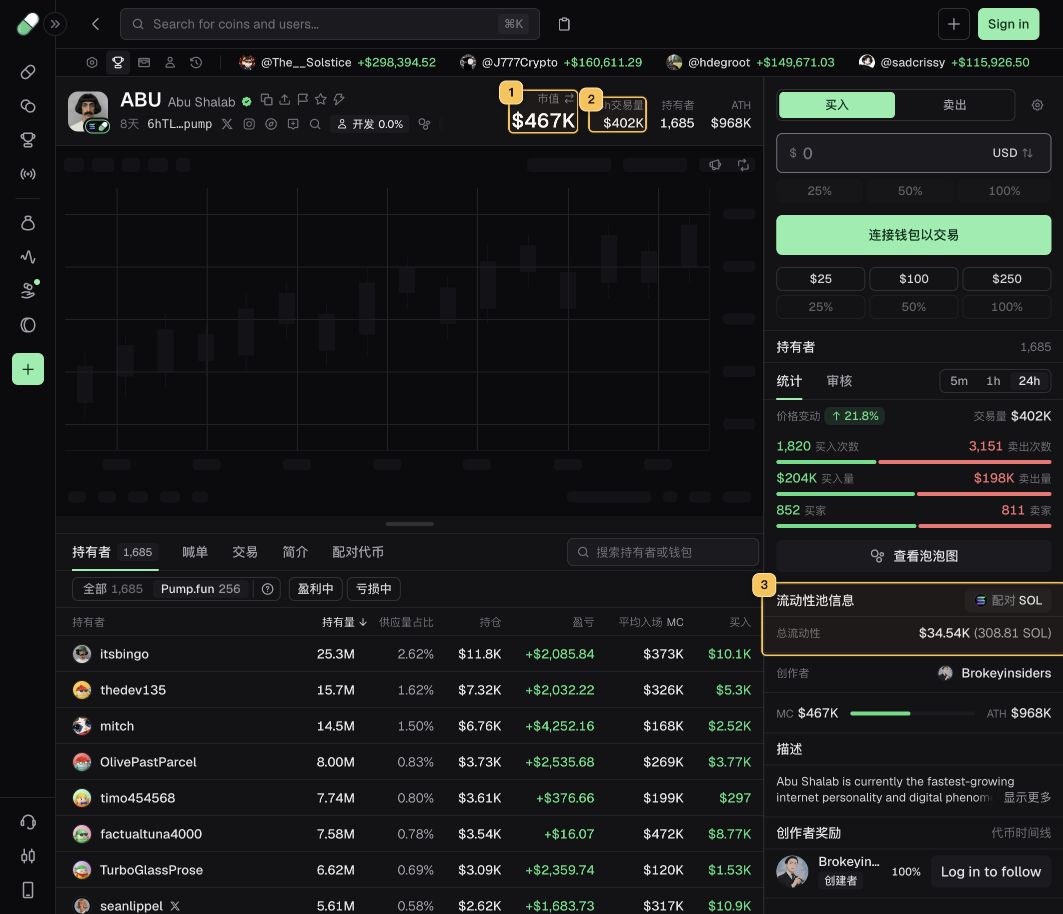 Search for coins and users...
⌘K
Sign in
@The__Solstice +$298,394.52
@J777Crypto +$160,611.29
@hdegroot +$149,671.03
@sadcrissy +$115,926.50
ABU Abu Shalab
8天 6hTL...pump
开发 0.0%
1
市值
$467K
2
h交易量
$402K
持有者
1,685
ATH
$968K
买入
卖出
$ 0
USD
25%
50%
100%
连接钱包以交易
$25
$100
$250
25%
50%
100%
持有者
1,685
统计
审核
5m
1h
24h
价格变动 ↑ 21.8%
交易量 $402K
1,820 买入次数
3,151 卖出次数
$204K 买入量
$198K 卖出量
852 买家
811 卖家
查看泡泡图
3
流动性池信息
配对 SOL
总流动性
$34.54K (308.81 SOL)
创作者
Brokeyinsiders
MC $467K
ATH $968K
描述
Abu Shalab is currently the fastest-growing
internet personality and digital phenom
显示更多
创作者奖励
代币时间线
Brokeyin...
创建者
100%
Log in to follow
持有者 1,685
喊单
交易
简介
配对代币
搜索持有者或钱包
全部 1,685
Pump.fun 256
盈利中
亏损中
持有者 持有量 ↓ 供应量占比 持仓 盈亏 平均入场 MC 买入
itsbingo 25.3M 2.62% $11.8K +$2,085.84 $373K $10.1K
thedev135 15.7M 1.62% $7.32K +$2,032.22 $326K $5.3K
mitch 14.5M 1.50% $6.76K +$4,252.16 $168K $2.52K
OlivePastParcel 8.00M 0.83% $3.73K +$2,535.68 $269K $3.77K
timo454568 7.74M 0.80% $3.61K +$376.66 $199K $297
factualtuna4000 7.58M 0.78% $3.54K +$16.07 $472K $8.77K
TurboGlassProse 6.62M 0.69% $3.09K +$2,359.74 $120K $1.53K
seanlippel 5.61M 0.58% $2.62K +$1,683.73 $317K $10.9K